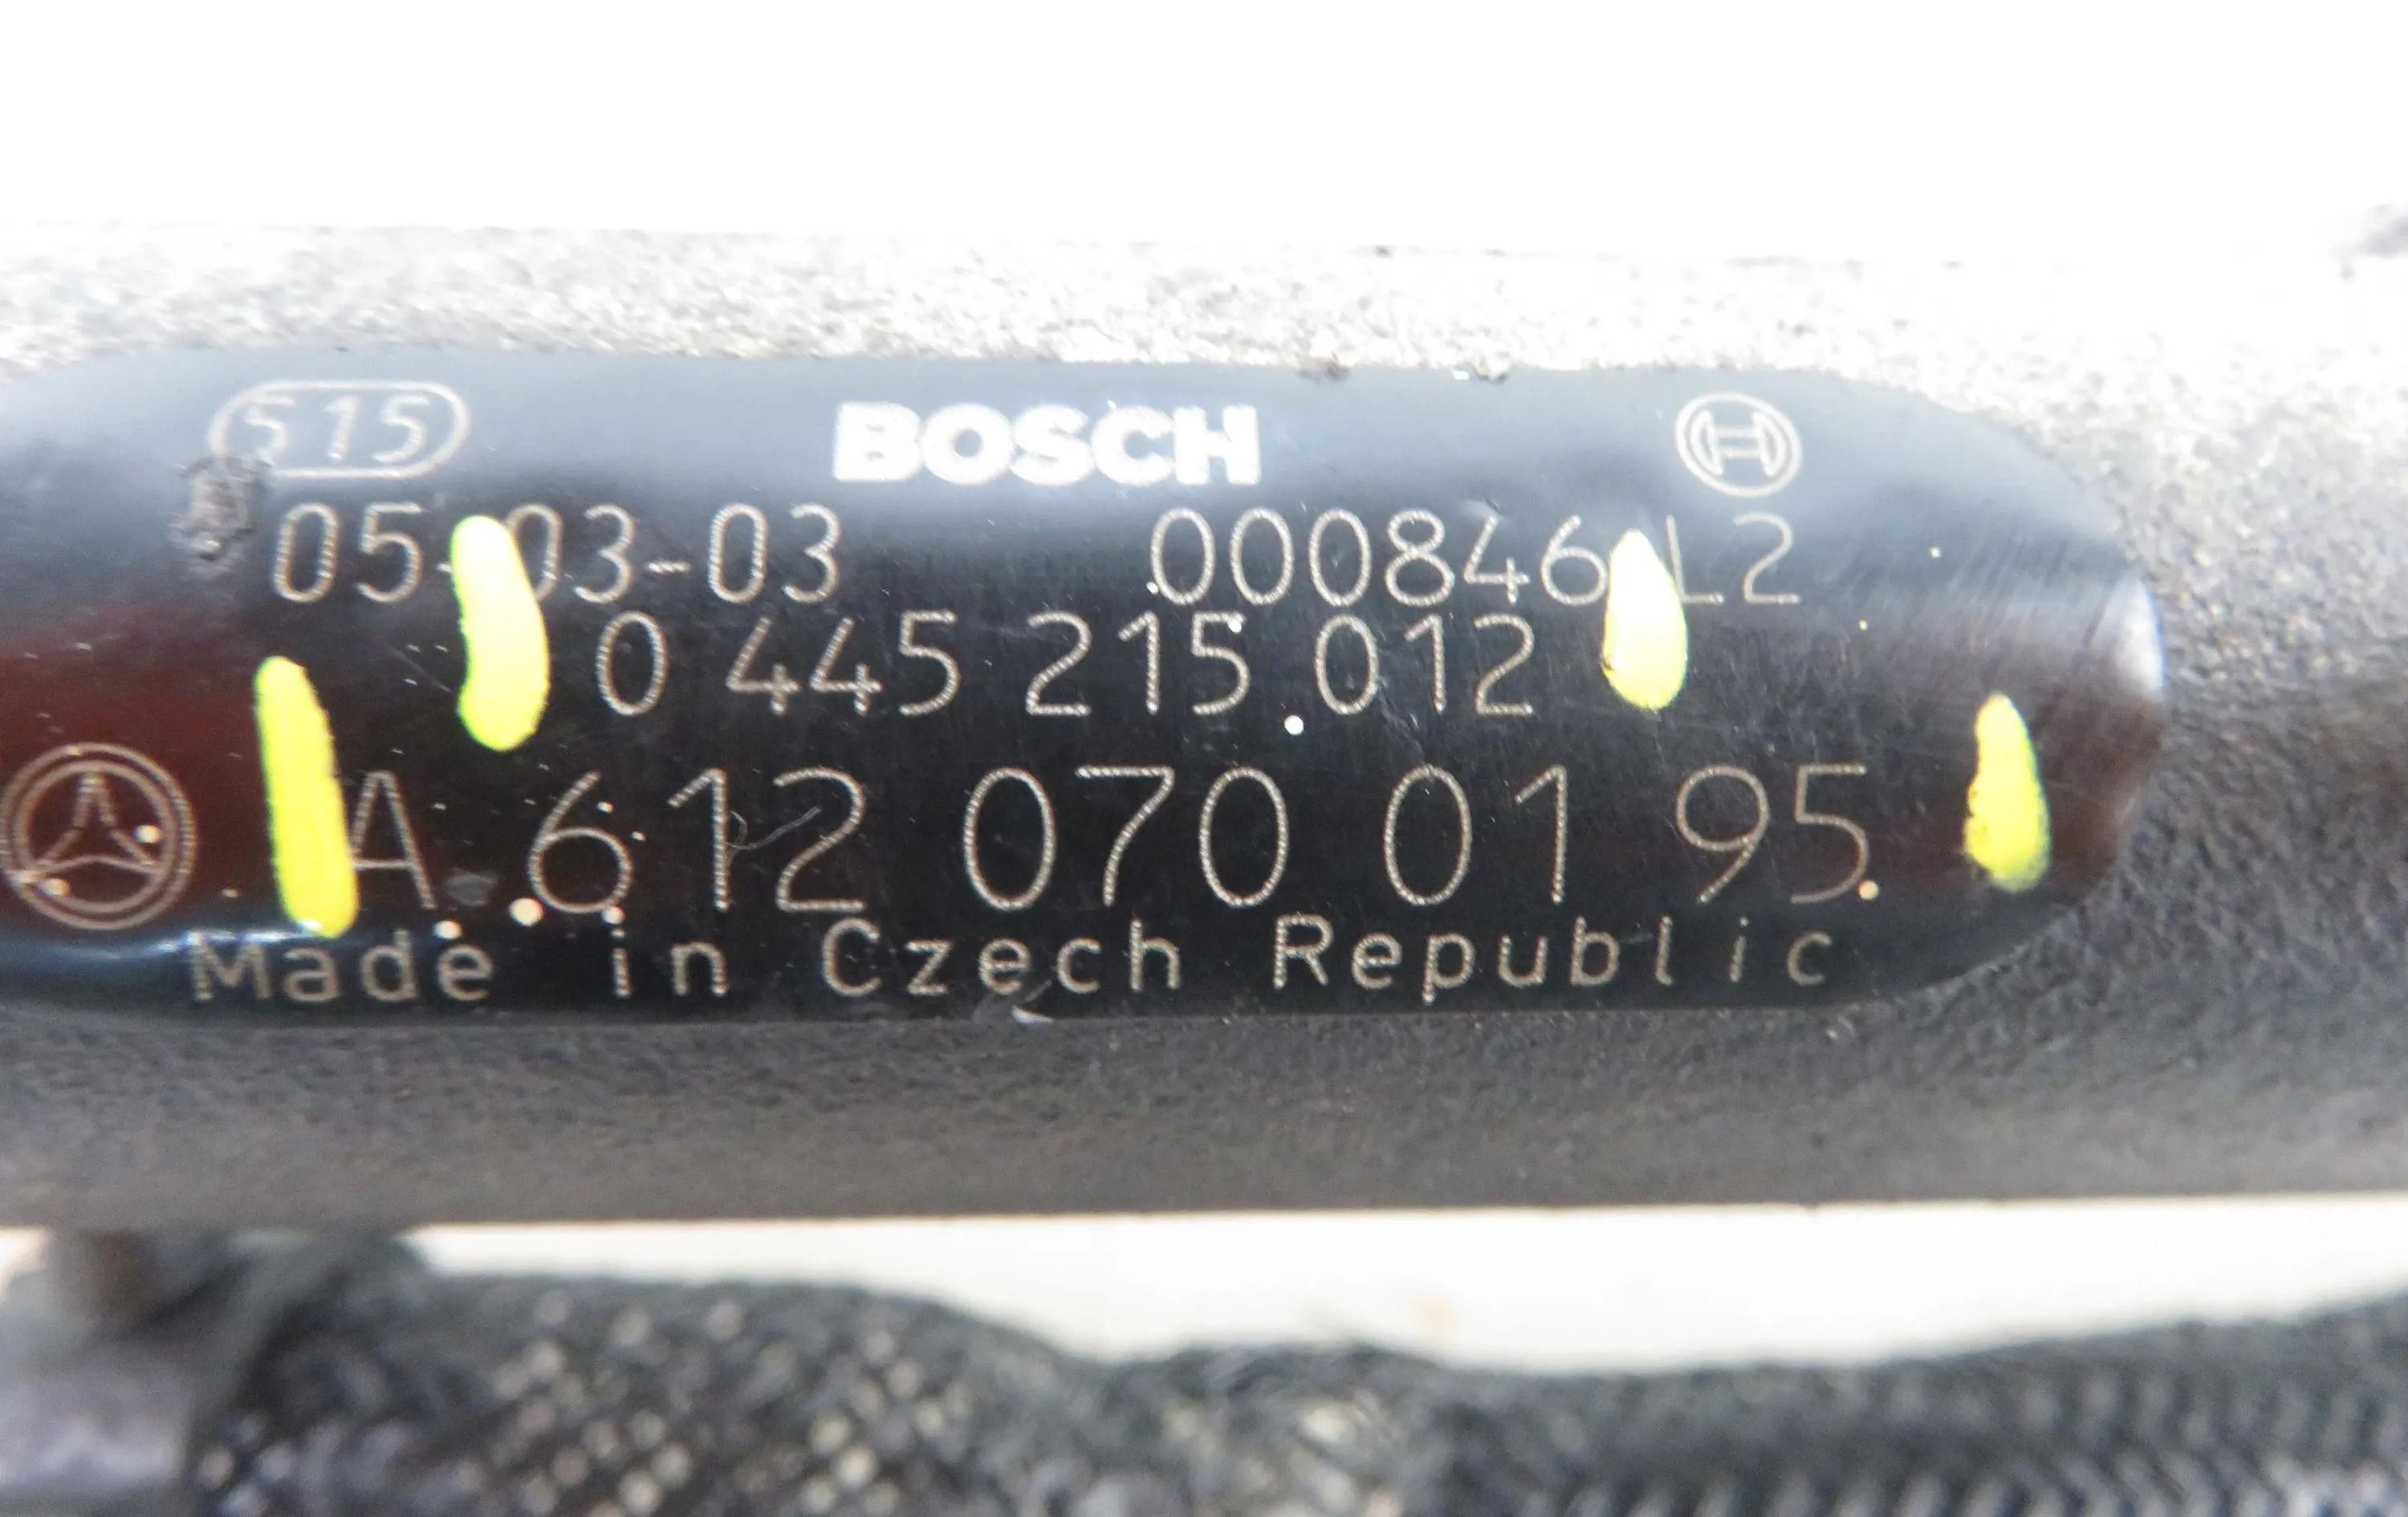 515 BOSCH
05-03-03 000846 L2
0 445 215 012
A 612 070 01 95
Made in Czech Republic